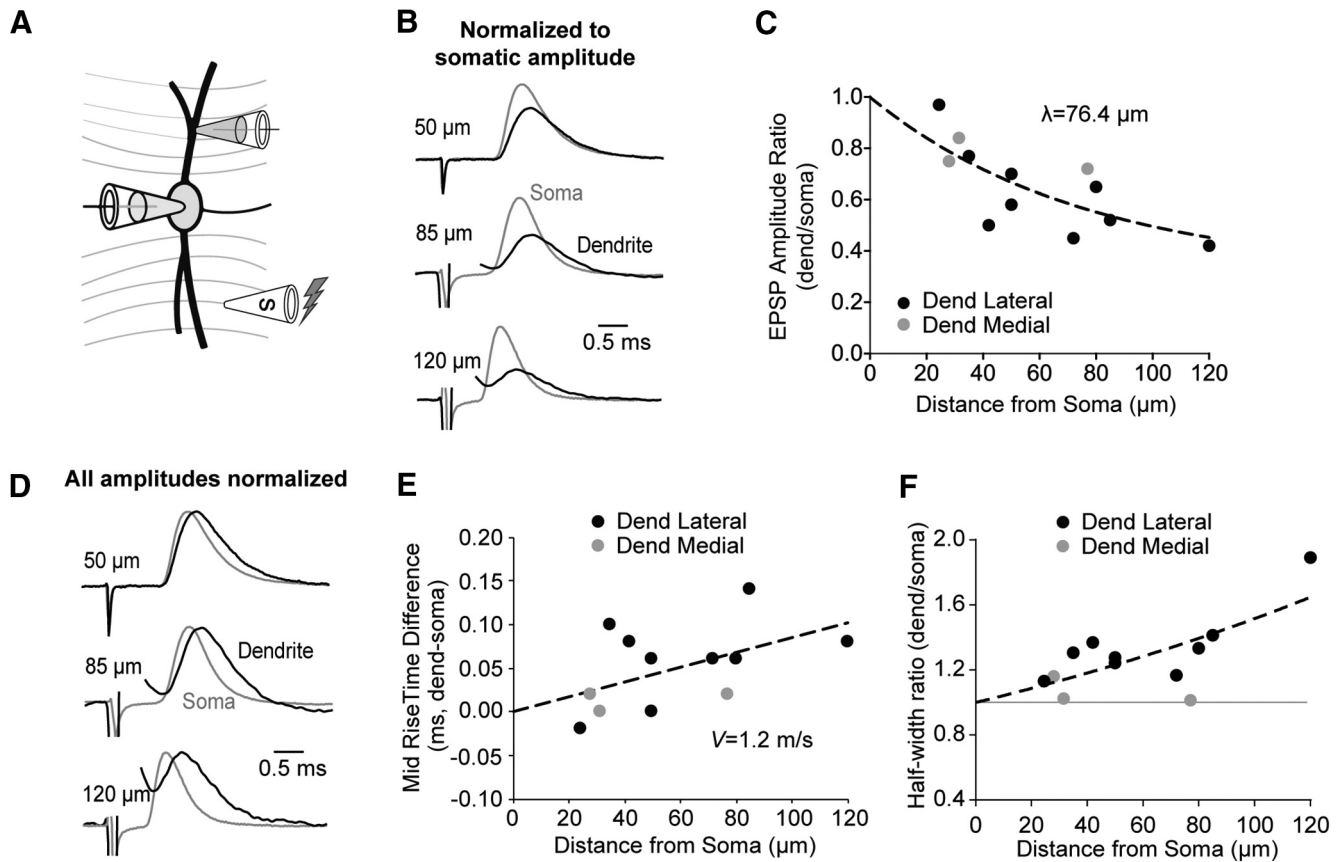 A
S
B
Normalized to
somatic amplitude
50 µm
Soma
85 µm
Dendrite
0.5 ms
120 µm
C
EPSP Amplitude Ratio
(dend/soma)
1.0
0.8
0.6
0.4
0.2
0.0
λ=76.4 µm
Dend Lateral
Dend Medial
0 20 40 60 80 100 120
Distance from Soma (µm)
D
All amplitudes normalized
50 µm
Dendrite
85 µm
Soma
0.5 ms
120 µm
E
Dend Lateral
Dend Medial
Mid RiseTime Difference
(ms, dend-soma)
0.20
0.15
0.10
0.05
0.00
-0.05
-0.10
V=1.2 m/s
0 20 40 60 80 100 120
Distance from Soma (µm)
F
Dend Lateral
Dend Medial
Half-width ratio (dend/soma)
2.0
1.6
1.2
0.8
0.4
0 20 40 60 80 100 120
Distance from Soma (µm)